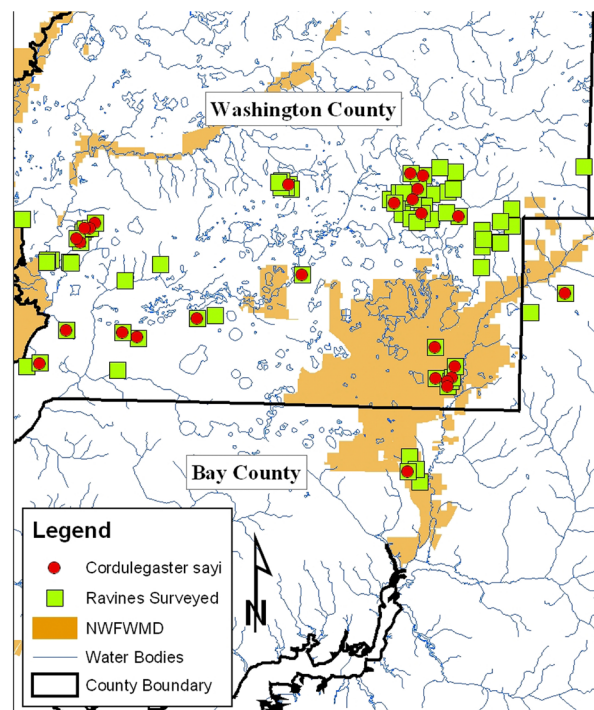 Washington County
Bay County
Legend
Cordulegaster sayi
Ravines Surveyed
NWFWMD
Water Bodies
County Boundary
N